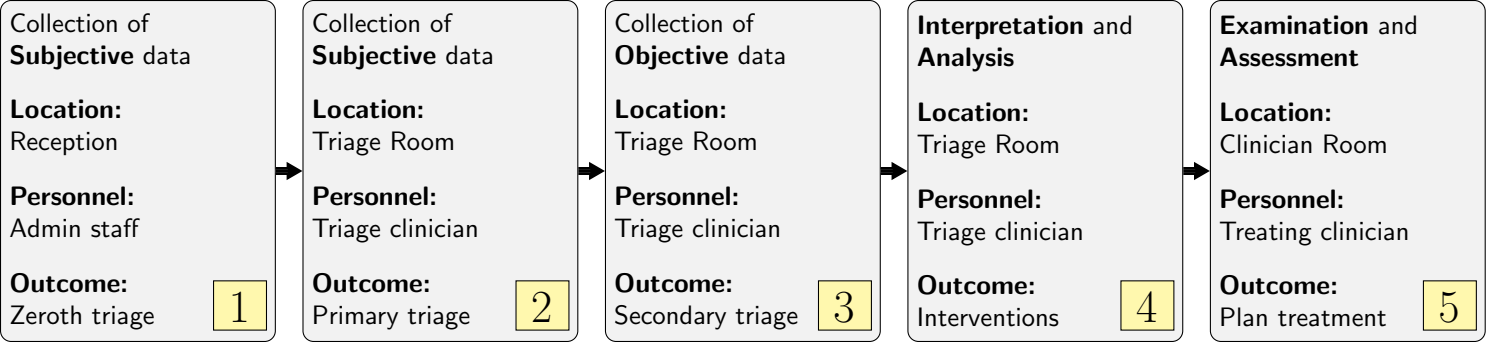 Collection of
Subjective data
Location:
Reception
Personnel:
Admin staff
Outcome:
Zeroth triage
1
Collection of
Subjective data
Location:
Triage Room
Personnel:
Triage clinician
Outcome:
Primary triage
2
Collection of
Objective data
Location:
Triage Room
Personnel:
Triage clinician
Outcome:
Secondary triage
3
Interpretation and
Analysis
Location:
Triage Room
Personnel:
Triage clinician
Outcome:
Interventions
4
Examination and
Assessment
Location:
Clinician Room
Personnel:
Treating clinician
Outcome:
Plan treatment
5